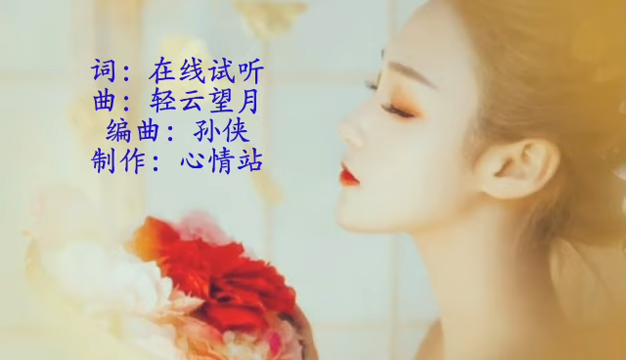 词：在线试听
曲：轻云望月
编曲：孙侠
制作：心情站